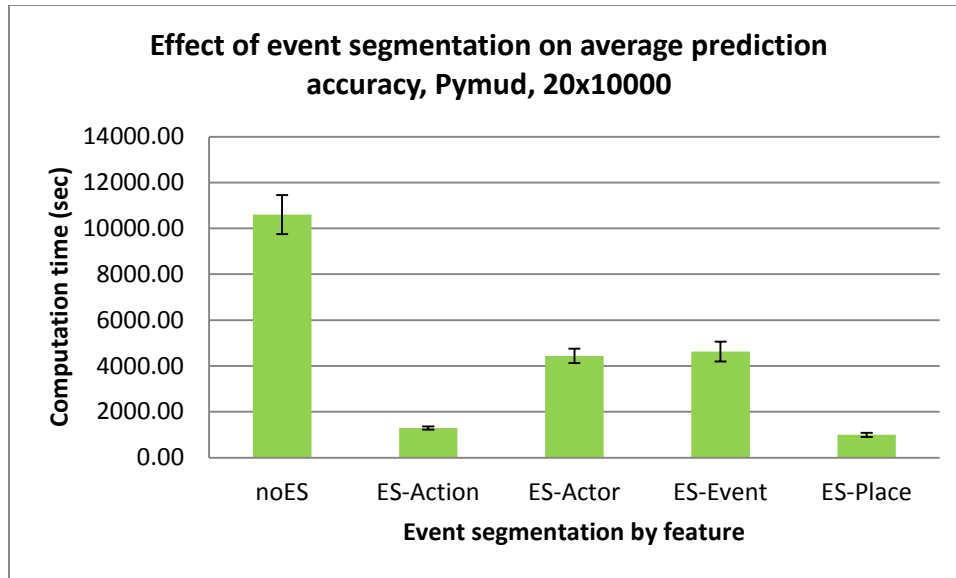 Effect of event segmentation on average prediction
accuracy, Pymud, 20x10000
14000.00
12000.00
10000.00
8000.00
6000.00
4000.00
2000.00
0.00
Computation time (sec)
noES ES-Action ES-Actor ES-Event ES-Place
Event segmentation by feature